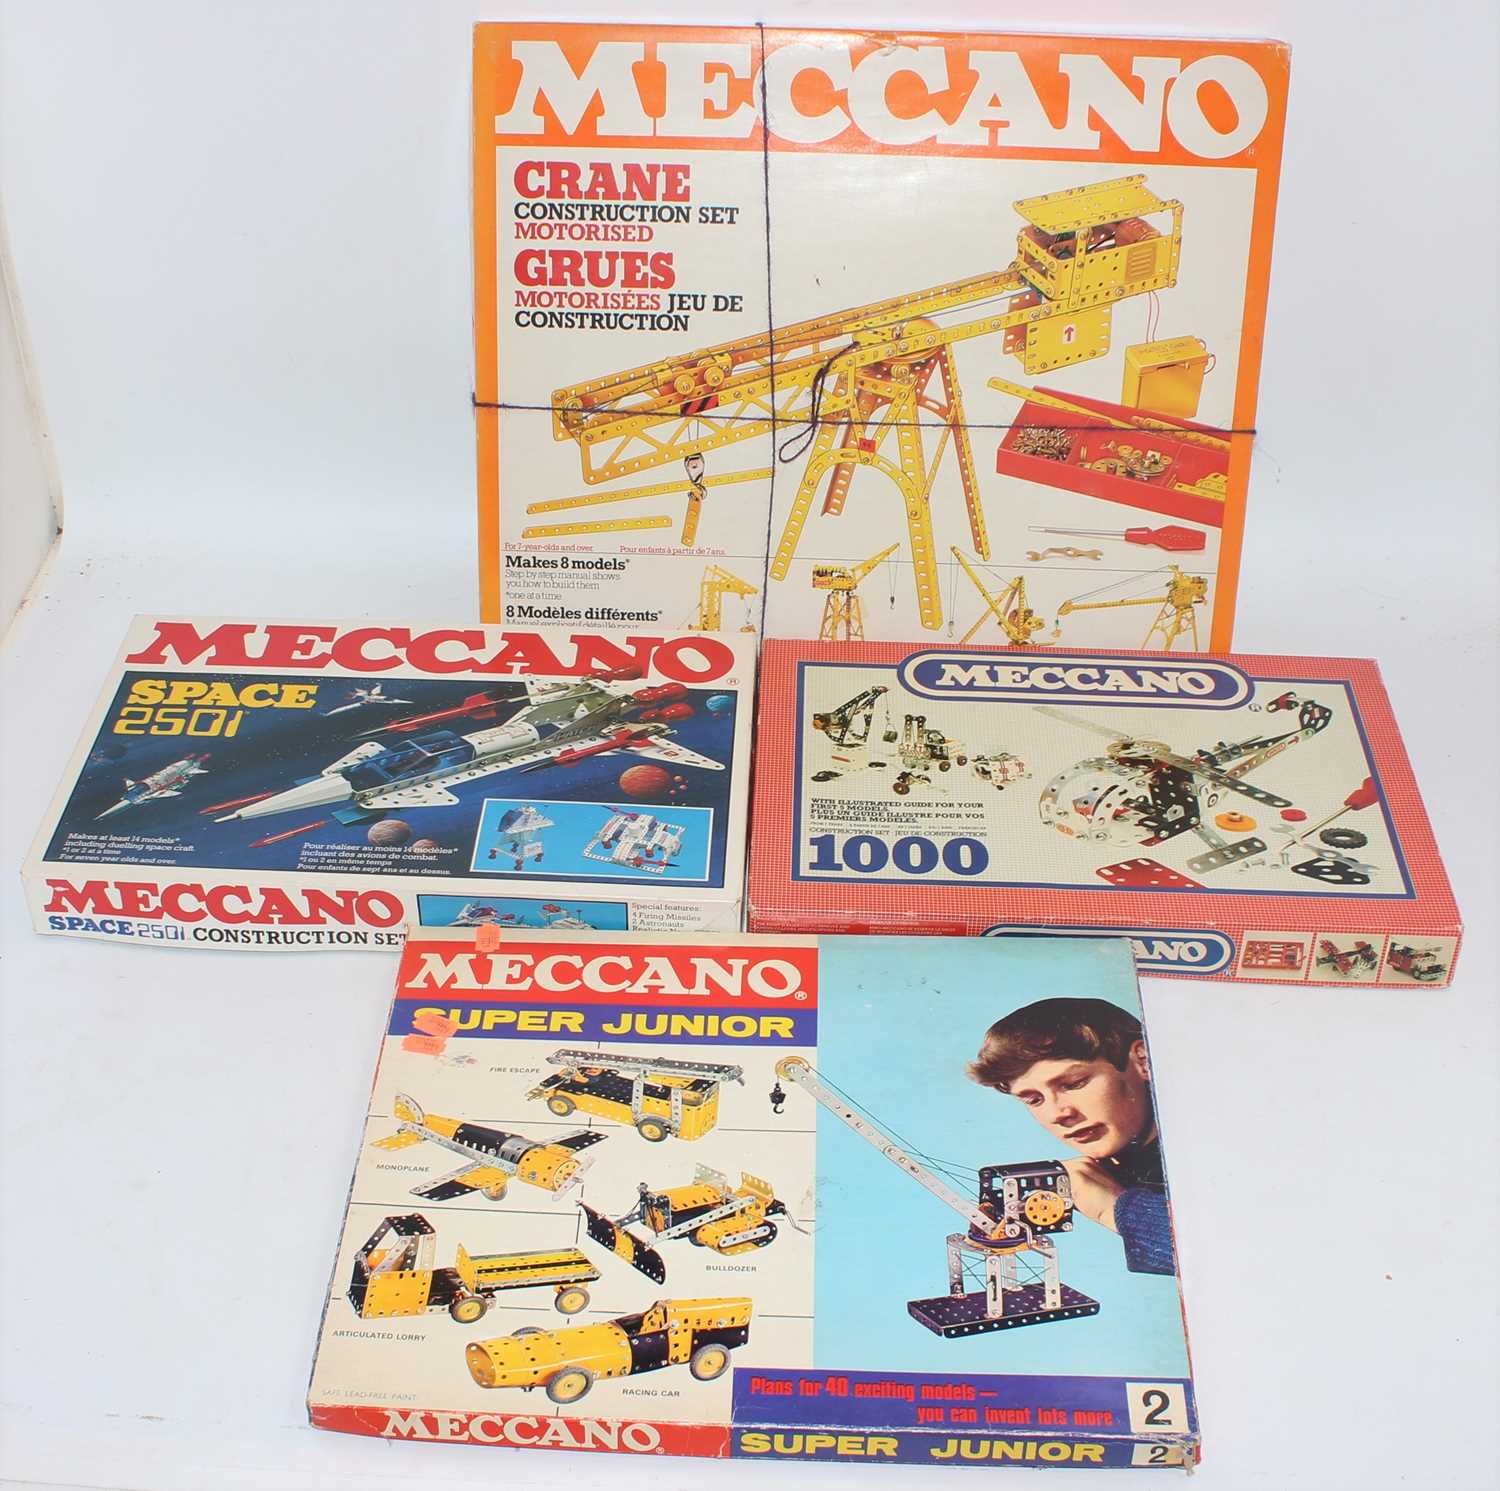 MECCANO
CRANE
CONSTRUCTION SET
MOTORISED
GRUES
MOTORISÉES JEU DE
CONSTRUCTION
For 7-year-olds and over. Pour enfants à partir de 7 ans.
Makes 8 models*
Step by step manual shows
you how to build them
*one at a time
8 Modèles différents*
MECCANO
SPACE
2501
Makes at least 14 models*
including duelling space craft.
*1 or 2 at a time
For seven year olds and over.
Pour réaliser au moins 14 modèles*
incluant des avions de combat.
*1 ou 2 en même temps
Pour enfants de sept ans et au dessus.
MECCANO
SPACE 2501 CONSTRUCTION SET
Special features:
4 Firing Missiles
2 Astronauts
MECCANO
WITH ILLUSTRATED GUIDE FOR YOUR
FIRST 5 MODELS.
PLUS UN GUIDE ILLUSTRE POUR VOS
5 PREMIERS MODELES.
CONSTRUCTION SET JEU DE CONSTRUCTION
1000
ANO
MECCANO
SUPER JUNIOR
FIRE ESCAPE
MONOPLANE
BULLDOZER
ARTICULATED LORRY
RACING CAR
SAFE LEAD-FREE PAINT
Plans for 40 exciting models —
you can invent lots more
2
MECCANO
SUPER JUNIOR 2